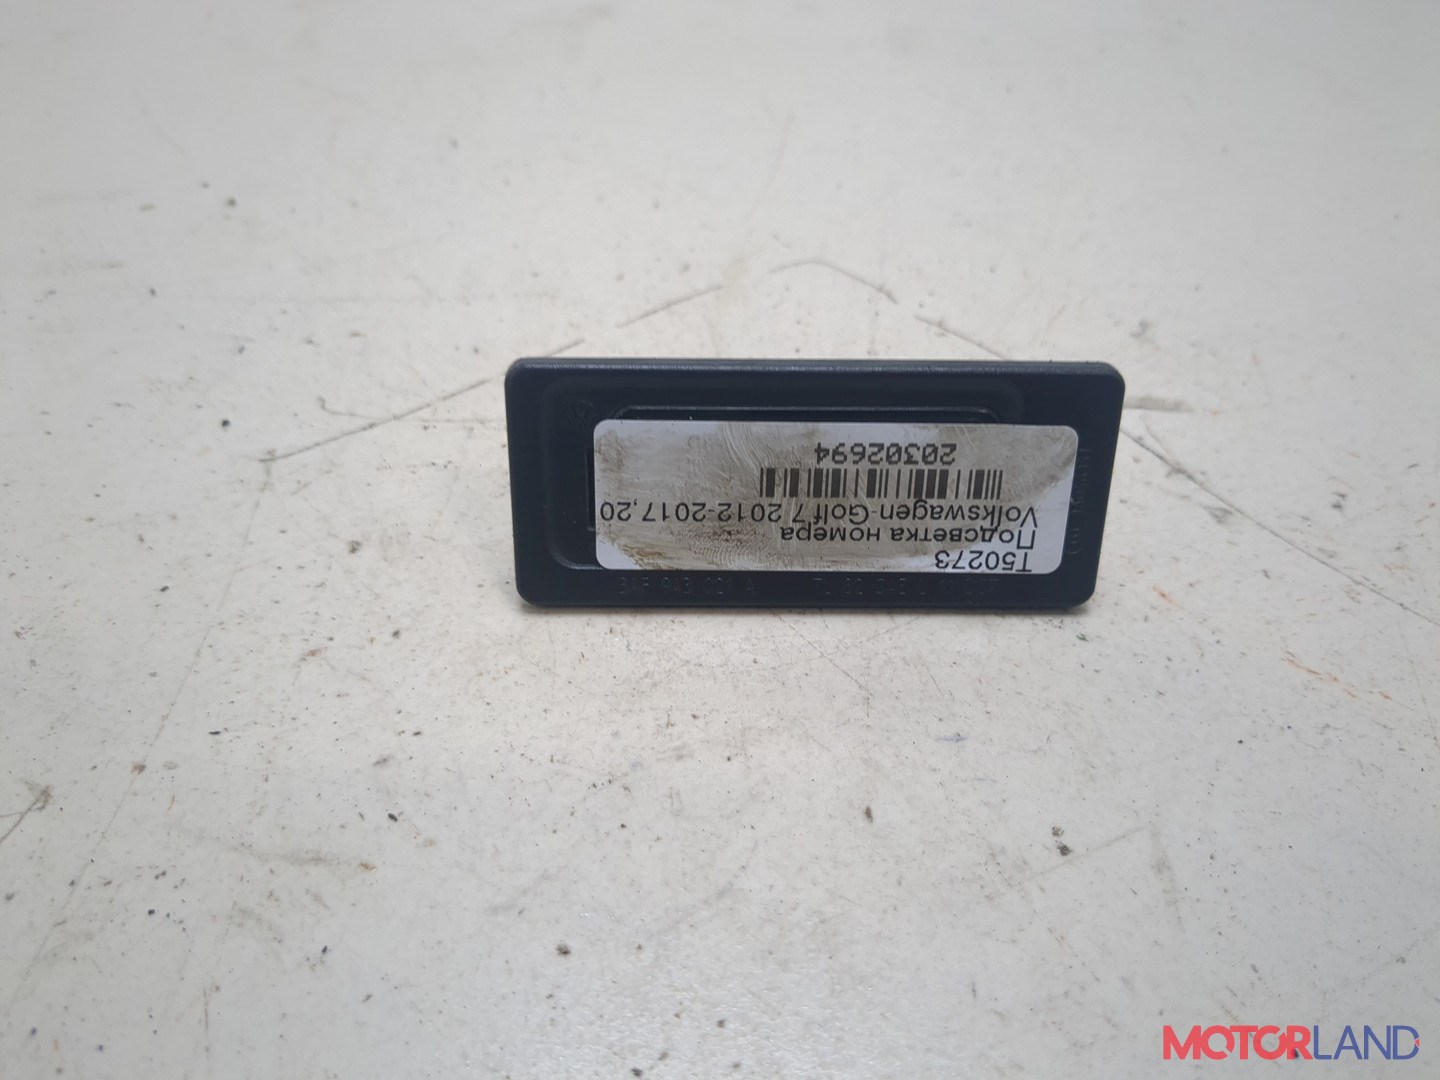 T50273
Подсветка номера
Volkswagen Golf 7 2012-2017,20
20302694
MOTORLAND